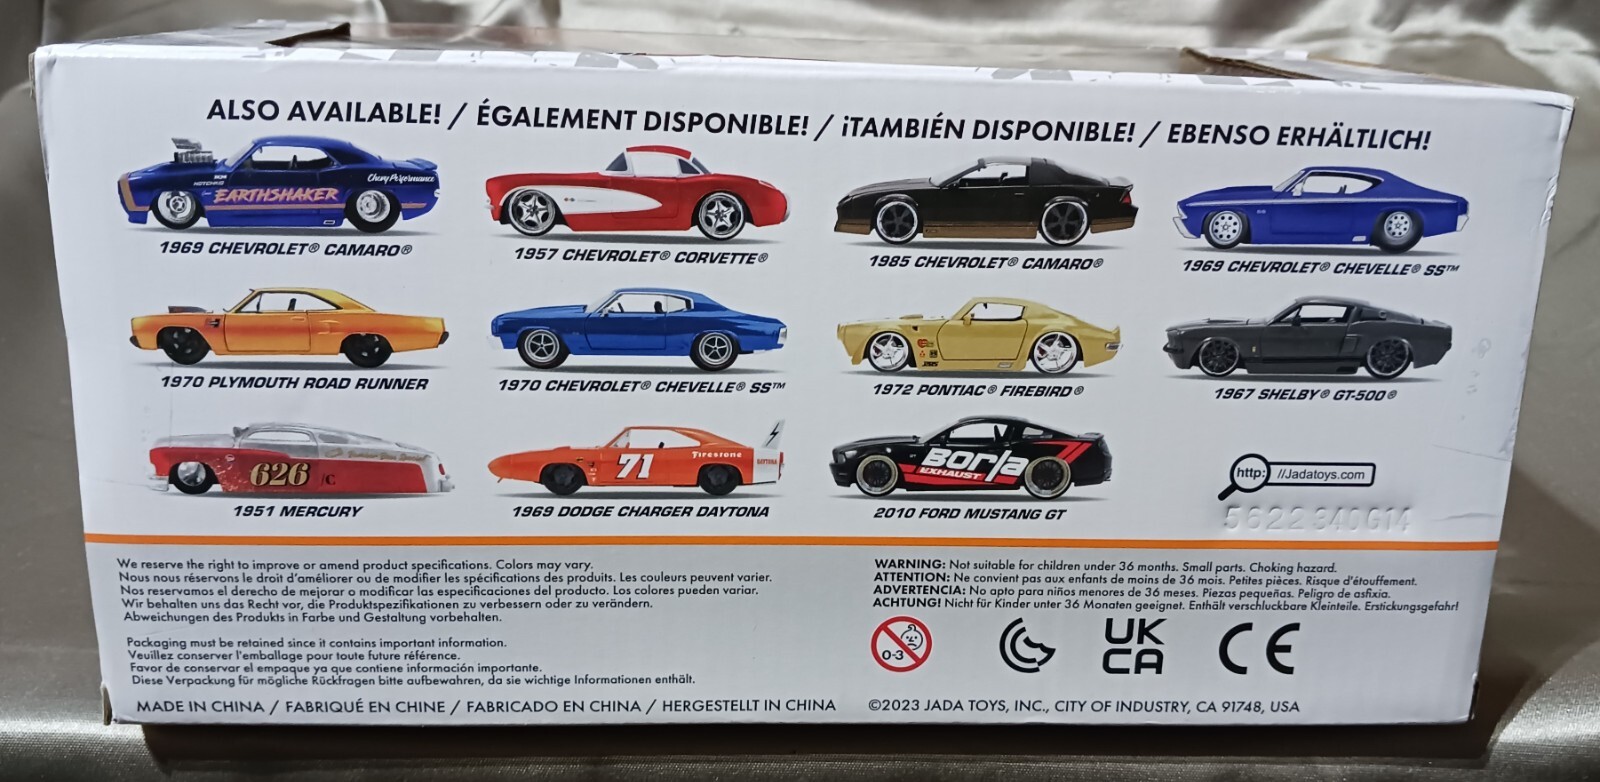 ALSO AVAILABLE! / ÉGALEMENT DISPONIBLE! / ¡TAMBIÉN DISPONIBLE! / EBENSO ERHÄLTLICH!
EARTHSHAKER
Chevy Performance
HOTCHKIS
1969 CHEVROLET® CAMARO®
1957 CHEVROLET® CORVETTE®
1985 CHEVROLET® CAMARO®
1969 CHEVROLET® CHEVELLE® SS™
1970 PLYMOUTH ROAD RUNNER
1970 CHEVROLET® CHEVELLE® SS™
1972 PONTIAC® FIREBIRD®
1967 SHELBY® GT-500®
626 /C
71
Firestone
DAYTONA
Borla
EXHAUST
http: //Jadatoys.com
1951 MERCURY
1969 DODGE CHARGER DAYTONA
2010 FORD MUSTANG GT
5622340G14
We reserve the right to improve or amend product specifications. Colors may vary.
Nous nous réservons le droit d'améliorer ou de modifier les spécifications des produits. Les couleurs peuvent varier.
Nos reservamos el derecho de mejorar o modificar las especificaciones del producto. Los colores pueden variar.
Wir behalten uns das Recht vor, die Produktspezifikationen zu verbessern oder zu verändern.
Abweichungen des Produkts in Farbe und Gestaltung vorbehalten.
Packaging must be retained since it contains important information.
Veuillez conserver l'emballage pour toute future référence.
Favor de conservar el empaque ya que contiene información importante.
Diese Verpackung für mögliche Rückfragen bitte aufbewahren, da sie wichtige Informationen enthält.
WARNING: Not suitable for children under 36 months. Small parts. Choking hazard.
ATTENTION: Ne convient pas aux enfants de moins de 36 mois. Petites pièces. Risque d'étouffement.
ADVERTENCIA: No apto para niños menores de 36 meses. Piezas pequeñas. Peligro de asfixia.
ACHTUNG! Nicht für Kinder unter 36 Monaten geeignet. Enthält verschluckbare Kleinteile. Erstickungsgefahr!
0-3
UK
CA
CE
MADE IN CHINA / FABRIQUÉ EN CHINE / FABRICADO EN CHINA / HERGESTELLT IN CHINA
©2023 JADA TOYS, INC., CITY OF INDUSTRY, CA 91748, USA